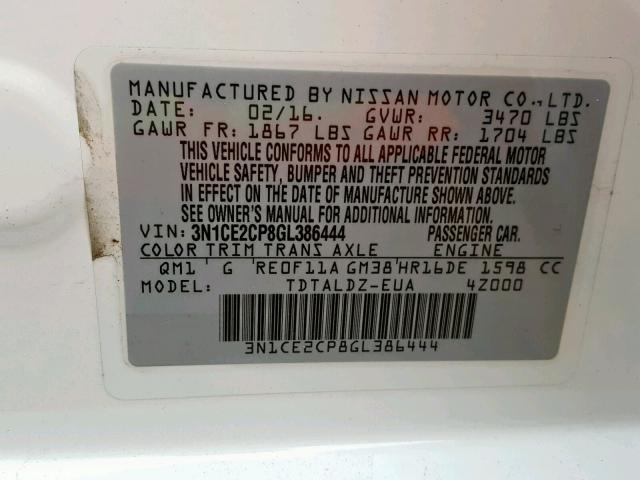 MANUFACTURED BY NISSAN MOTOR CO., LTD.
DATE: 02/16. GVWR: 3470 LBS
GAWR FR: 1867 LBS GAWR RR: 1704 LBS
THIS VEHICLE CONFORMS TO ALL APPLICABLE FEDERAL MOTOR
VEHICLE SAFETY, BUMPER AND THEFT PREVENTION STANDARDS
IN EFFECT ON THE DATE OF MANUFACTURE SHOWN ABOVE.
SEE OWNER'S MANUAL FOR ADDITIONAL INFORMATION.
VIN: 3N1CE2CP8GL386444 PASSENGER CAR.
COLOR TRIM TRANS AXLE ENGINE
QM1 G RE0F11A GM38 HR16DE 1598 CC
MODEL: TDTALDZ-EUA 4Z000
3N1CE2CP8GL386444